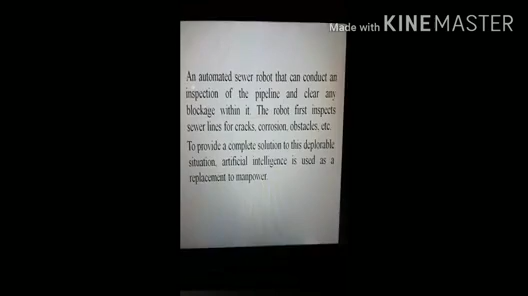 Made with KINEMASTER
An automated sewer robot that can conduct an
inspection of the pipeline and clear any
blockage within it. The robot first inspects
sewer lines for cracks, corrosion, obstacles, etc.
To provide a complete solution to this deplorable
situation, artificial intelligence is used as a
replacement to manpower.